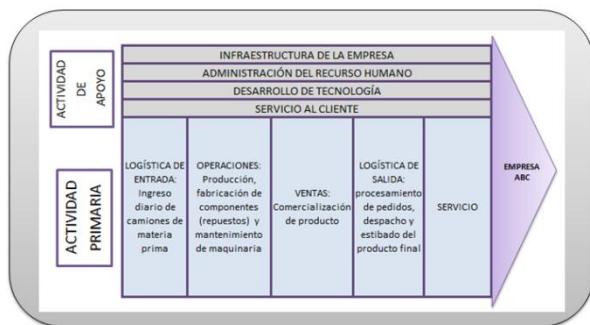 ACTIVIDAD
DE
APOYO
INFRAESTRUCTURA DE LA EMPRESA
ADMINISTRACIÓN DEL RECURSO HUMANO
DESARROLLO DE TECNOLOGÍA
SERVICIO AL CLIENTE
ACTIVIDAD
PRIMARIA
LOGÍSTICA DE
ENTRADA:
Ingreso
diario de
camiones de
materia
prima
OPERACIONES:
Producción,
fabricación de
componentes
(repuestos) y
mantenimiento
de maquinaria
VENTAS:
Comercialización
de producto
LOGÍSTICA DE
SALIDA:
procesamiento
de pedidos,
despacho y
estibado del
producto final
SERVICIO
EMPRESA
ABC